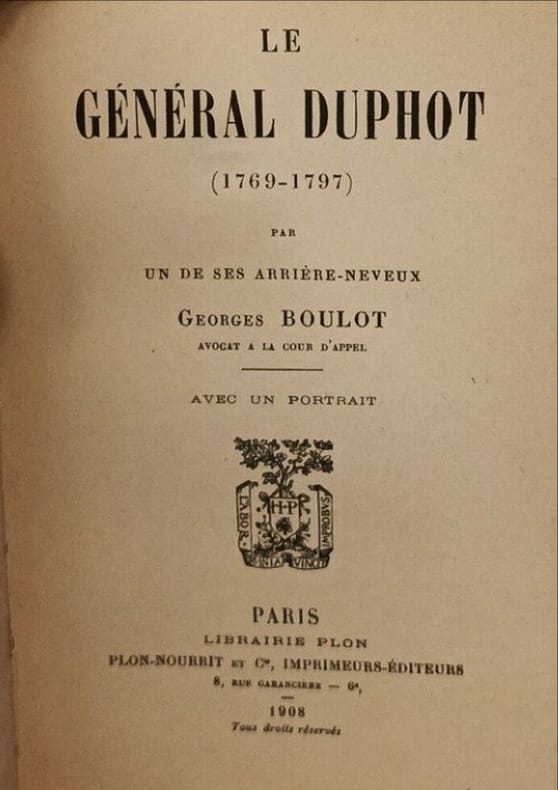 LE
GÉNÉRAL DUPHOT
(1769-1797)
PAR
UN DE SES ARRIÈRE-NEVEUX
GEORGES BOULOT
AVOCAT A LA COUR D'APPEL
AVEC UN PORTRAIT
H·P
LABOR
IMPROBVS
OMNIA VINCIT
PARIS
LIBRAIRIE PLON
PLON-NOURRIT ET Cie, IMPRIMEURS-ÉDITEURS
8, RUE GARANCIÈRE — 6e,
1908
Tous droits réservés